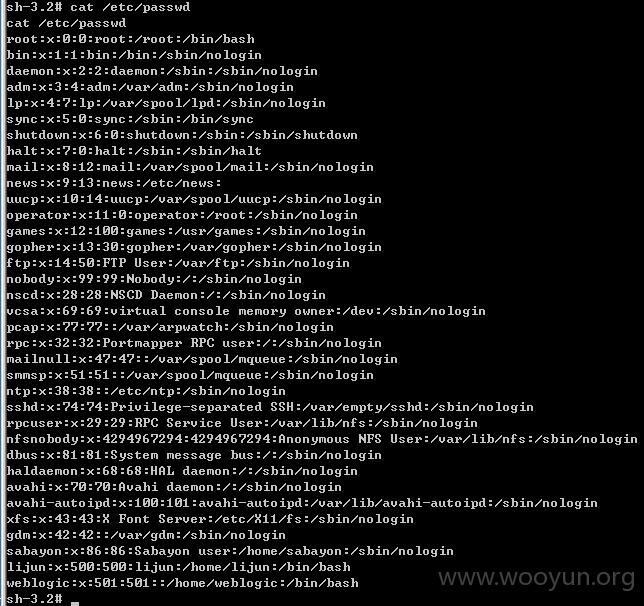 sh-3.2# cat /etc/passwd
cat /etc/passwd
root:x:0:0:root:/root:/bin/bash
bin:x:1:1:bin:/bin:/sbin/nologin
daemon:x:2:2:daemon:/sbin:/sbin/nologin
adm:x:3:4:adm:/var/adm:/sbin/nologin
lp:x:4:7:lp:/var/spool/lpd:/sbin/nologin
sync:x:5:0:sync:/sbin:/bin/sync
shutdown:x:6:0:shutdown:/sbin:/sbin/shutdown
halt:x:7:0:halt:/sbin:/sbin/halt
mail:x:8:12:mail:/var/spool/mail:/sbin/nologin
news:x:9:13:news:/etc/news:
uucp:x:10:14:uucp:/var/spool/uucp:/sbin/nologin
operator:x:11:0:operator:/root:/sbin/nologin
games:x:12:100:games:/usr/games:/sbin/nologin
gopher:x:13:30:gopher:/var/gopher:/sbin/nologin
ftp:x:14:50:FTP User:/var/ftp:/sbin/nologin
nobody:x:99:99:Nobody:/:/sbin/nologin
nscd:x:28:28:NSCD Daemon:/:/sbin/nologin
vcsa:x:69:69:virtual console memory owner:/dev:/sbin/nologin
pcap:x:77:77::/var/arpwatch:/sbin/nologin
rpc:x:32:32:Portmapper RPC user:/:/sbin/nologin
mailnull:x:47:47::/var/spool/mqueue:/sbin/nologin
smmsp:x:51:51::/var/spool/mqueue:/sbin/nologin
ntp:x:38:38::/etc/ntp:/sbin/nologin
sshd:x:74:74:Privilege-separated SSH:/var/empty/sshd:/sbin/nologin
rpcuser:x:29:29:RPC Service User:/var/lib/nfs:/sbin/nologin
nfsnobody:x:4294967294:4294967294:Anonymous NFS User:/var/lib/nfs:/sbin/nologin
dbus:x:81:81:System message bus:/:/sbin/nologin
haldaemon:x:68:68:HAL daemon:/:/sbin/nologin
avahi:x:70:70:Avahi daemon:/:/sbin/nologin
avahi-autoipd:x:100:101:avahi-autoipd:/var/lib/avahi-autoipd:/sbin/nologin
xfs:x:43:43:X Font Server:/etc/X11/fs:/sbin/nologin
gdm:x:42:42::/var/gdm:/sbin/nologin
sabayon:x:86:86:Sabayon user:/home/sabayon:/sbin/nologin
lijun:x:500:500:lijun:/home/lijun:/bin/bash
weblogic:x:501:501::/home/weblogic:/bin/bash
sh-3.2#
www.wooyun.org